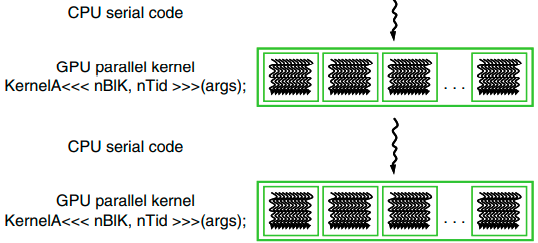 CPU serial code
GPU parallel kernel
KernelA<<< nBlK, nTid >>>(args);
. . .
CPU serial code
GPU parallel kernel
KernelA<<< nBlK, nTid >>>(args);
. . .